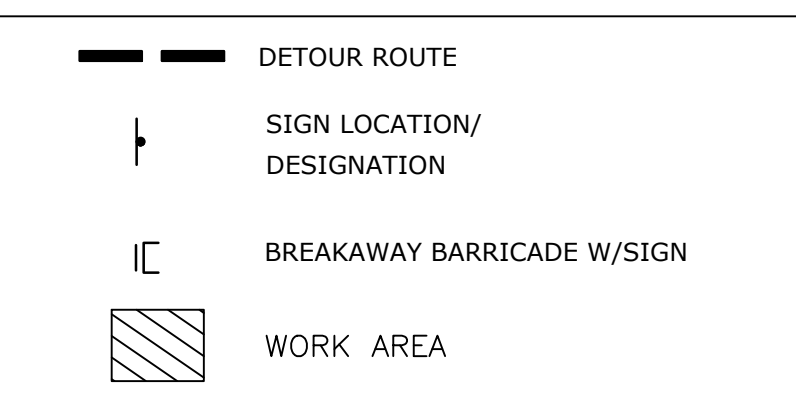 DETOUR ROUTE
SIGN LOCATION/
DESIGNATION
BREAKAWAY BARRICADE W/SIGN
WORK AREA